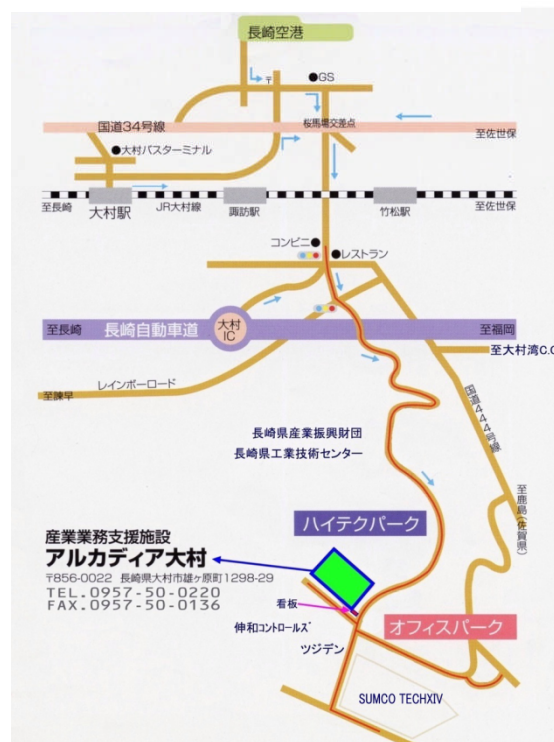 長崎空港
〒
●GS
国道34号線
桜馬場交差点
至佐世保
●大村バスターミナル
至長崎
大村駅
JR大村線
諏訪駅
竹松駅
至佐世保
コンビニ●
●レストラン
至長崎
長崎自動車道
大村
IC
至福岡
至大村湾C.C
レインボーロード
至諫早
国道444号線
長崎県産業振興財団
長崎県工業技術センター
至鹿島(佐賀県)
ハイテクパーク
産業業務支援施設
アルカディア大村
〒856-0022 長崎県大村市雄ヶ原町1298-29
TEL.0957-50-0220
FAX.0957-50-0136
看板
伸和コントロールズ
オフィスパーク
ツジデン
SUMCO TECHXIV